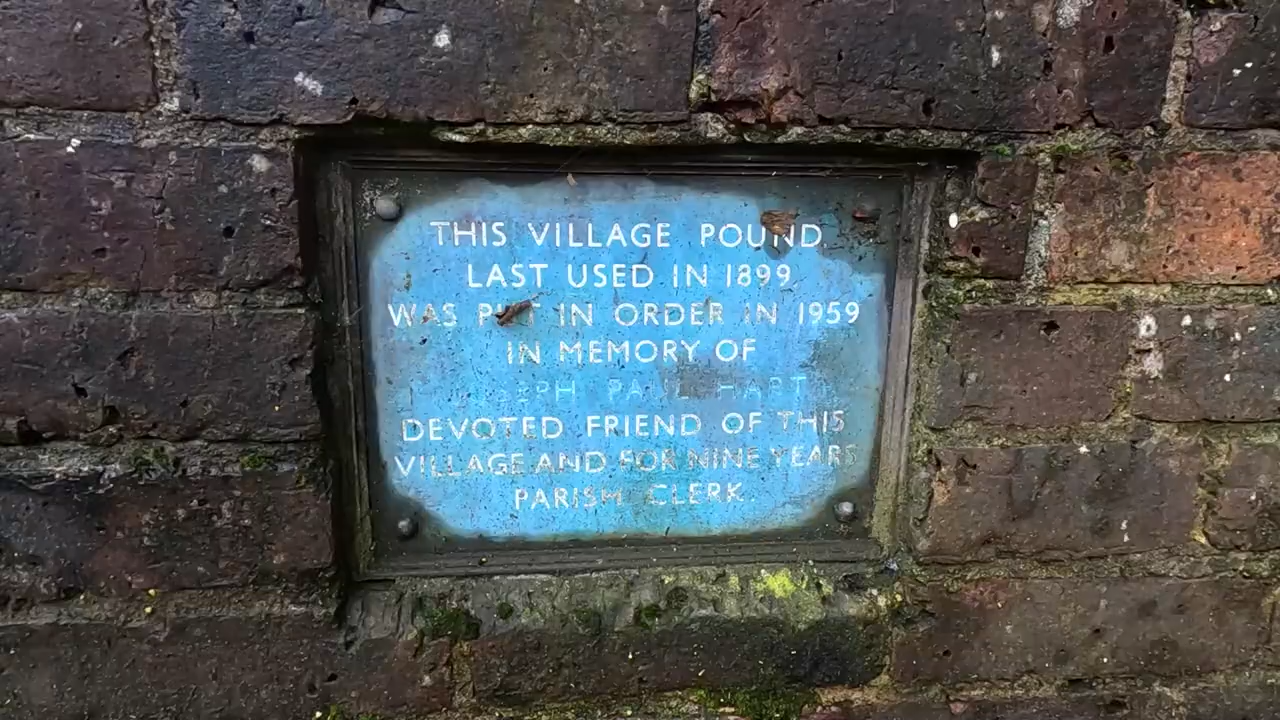 THIS VILLAGE POUND
LAST USED IN 1899
WAS PUT IN ORDER IN 1959
IN MEMORY OF
JOSEPH PAUL HART
DEVOTED FRIEND OF THIS
VILLAGE AND FOR NINE YEARS
PARISH CLERK.